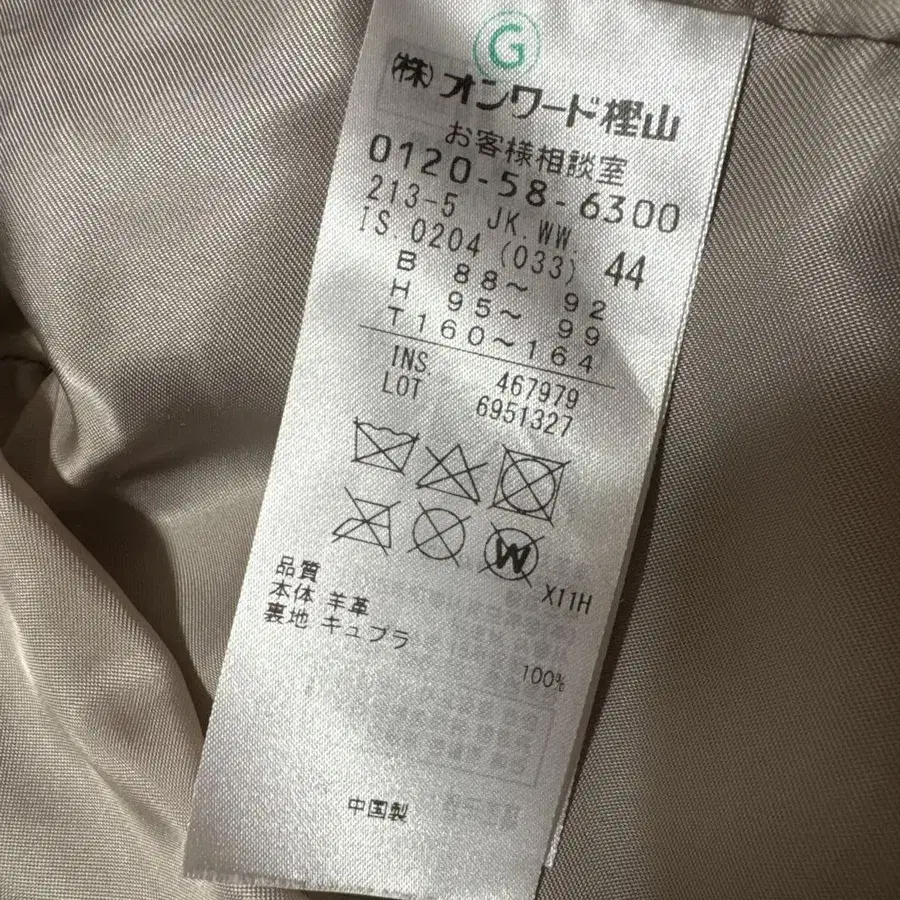 G
㈱オンワード樫山
お客様相談室
0120-58-6300
213-5 JK.WW.
IS.0204 (033) 44
B 88~ 92
H 95~ 99
T160~164
INS. 467979
LOT 6951327
W
X11H
品質
本体 羊革
裏地 キュプラ
100%
中国製